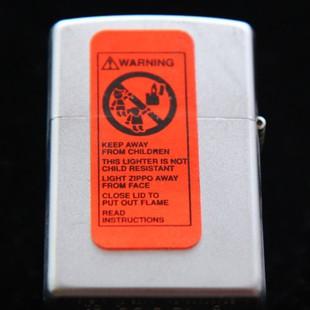 WARNING
KEEP AWAY
FROM CHILDREN
THIS LIGHTER IS NOT
CHILD RESISTANT
LIGHT ZIPPO AWAY
FROM FACE
CLOSE LID TO
PUT OUT FLAME
READ
INSTRUCTIONS